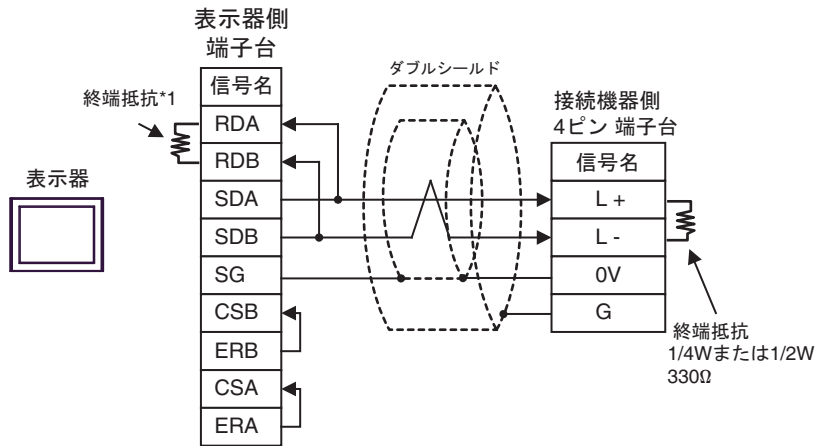 表示器側
端子台
信号名
RDA
RDB
SDA
SDB
SG
CSB
ERB
CSA
ERA
終端抵抗*1
表示器
ダブルシールド
接続機器側
4ピン 端子台
信号名
L +
L -
0V
G
終端抵抗
1/4Wまたは1/2W
330Ω